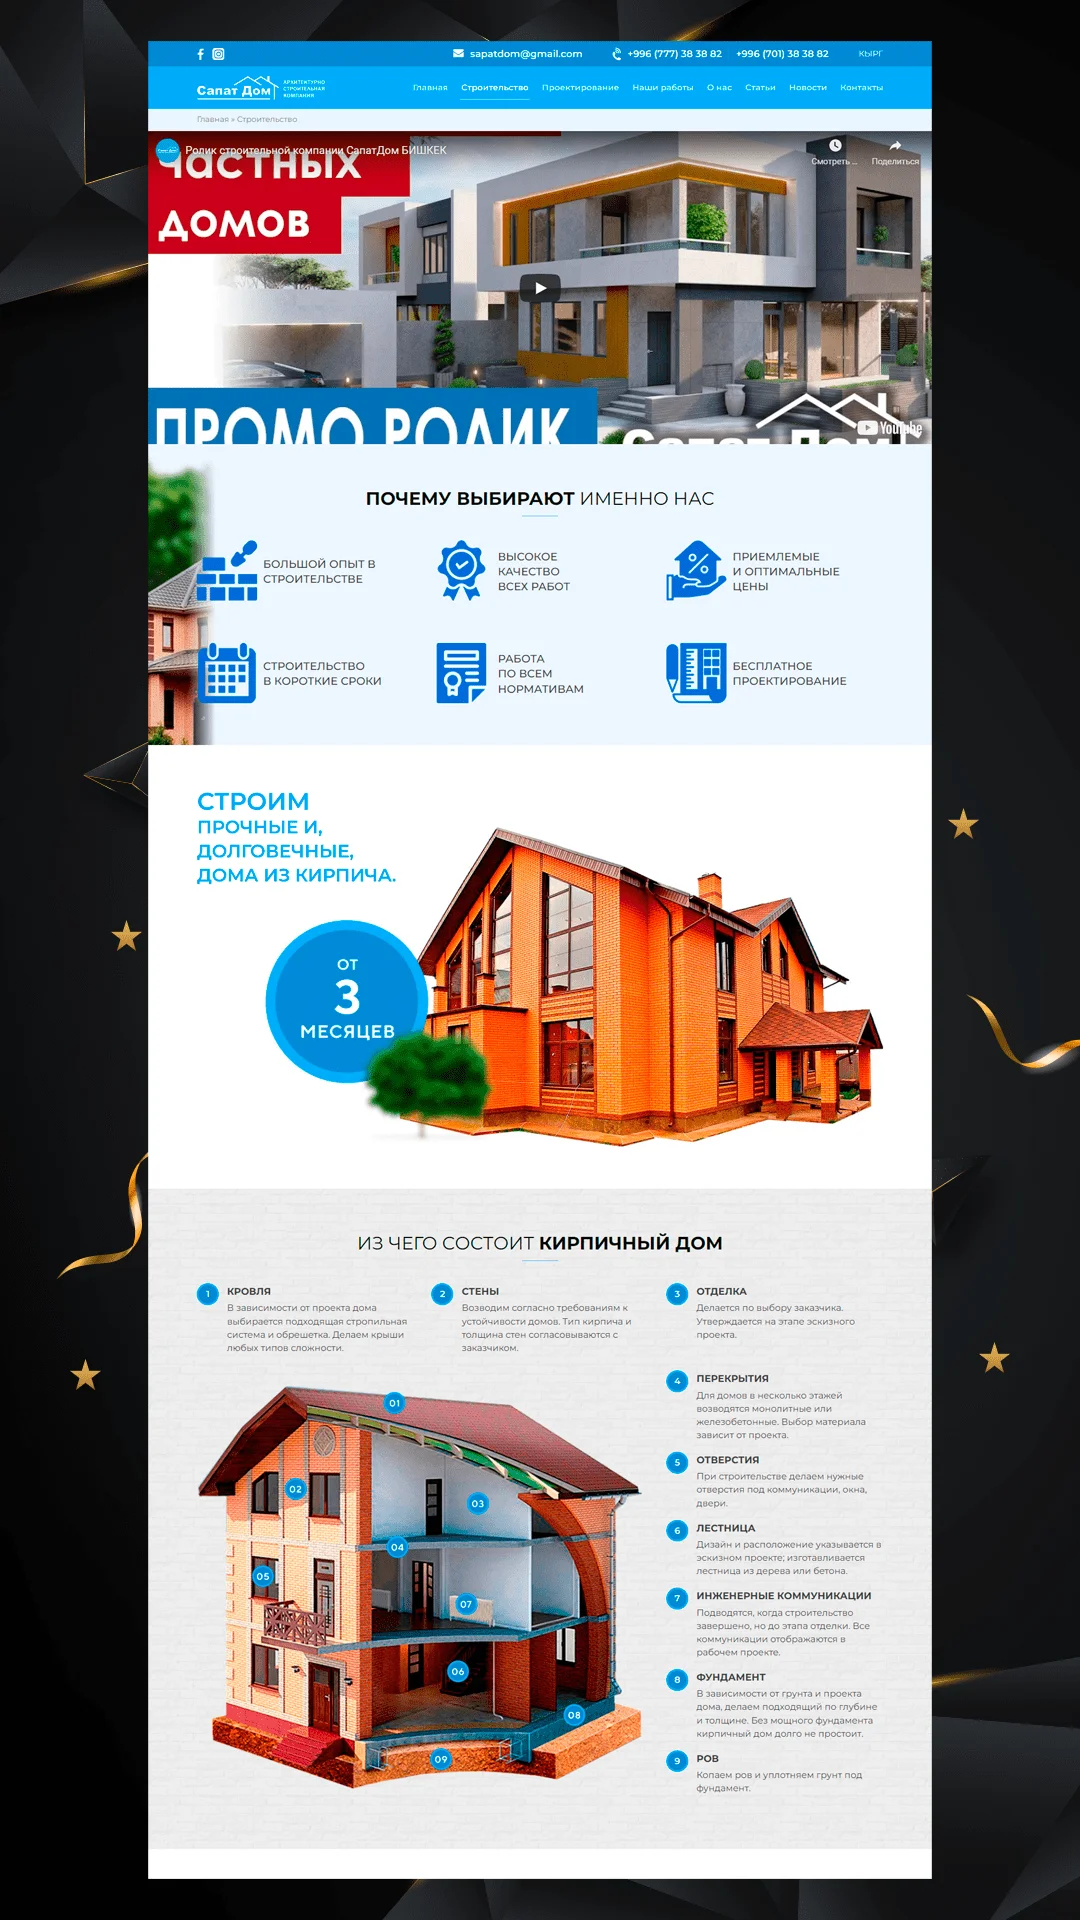 sapatdom@gmail.com +996 (777) 38 38 82 +996 (701) 38 38 82 КЫРГ
Сапат Дом АРХИТЕКТУРНО
СТРОИТЕЛЬНАЯ
КОМПАНИЯ
Главная Строительство Проектирование Наши работы О нас Статьи Новости Контакты
Главная » Строительство
Ролик строительной компании СапатДом БИШКЕК
Смотреть ... Поделиться
частных
домов
ПРОМО РОЛИК
Сапат Дом
YouTube
ПОЧЕМУ ВЫБИРАЮТ ИМЕННО НАС
БОЛЬШОЙ ОПЫТ В
СТРОИТЕЛЬСТВЕ
ВЫСОКОЕ
КАЧЕСТВО
ВСЕХ РАБОТ
ПРИЕМЛЕМЫЕ
И ОПТИМАЛЬНЫЕ
ЦЕНЫ
СТРОИТЕЛЬСТВО
В КОРОТКИЕ СРОКИ
РАБОТА
ПО ВСЕМ
НОРМАТИВАМ
БЕСПЛАТНОЕ
ПРОЕКТИРОВАНИЕ
СТРОИМ
ПРОЧНЫЕ И,
ДОЛГОВЕЧНЫЕ,
ДОМА ИЗ КИРПИЧА.
ОТ
3
МЕСЯЦЕВ
ИЗ ЧЕГО СОСТОИТ КИРПИЧНЫЙ ДОМ
1 КРОВЛЯ
В зависимости от проекта дома
выбирается подходящая стропильная
система и обрешетка. Делаем крыши
любых типов сложности.
2 СТЕНЫ
Возводим согласно требованиям к
устойчивости домов. Тип кирпича и
толщина стен согласовываются с
заказчиком.
3 ОТДЕЛКА
Делается по выбору заказчика.
Утверждается на этапе эскизного
проекта.
4 ПЕРЕКРЫТИЯ
Для домов в несколько этажей
возводятся монолитные или
железобетонные. Выбор материала
зависит от проекта.
5 ОТВЕРСТИЯ
При строительстве делаем нужные
отверстия под коммуникации, окна,
двери.
6 ЛЕСТНИЦА
Дизайн и расположение указывается в
эскизном проекте; изготавливается
лестница из дерева или бетона.
7 ИНЖЕНЕРНЫЕ КОММУНИКАЦИИ
Подводятся, когда строительство
завершено, но до этапа отделки. Все
коммуникации отображаются в
рабочем проекте.
8 ФУНДАМЕНТ
В зависимости от грунта и проекта
дома, делаем подходящий по глубине
и толщине. Без мощного фундамента
кирпичный дом долго не простоит.
9 РОВ
Копаем ров и уплотняем грунт под
фундамент.
01
02
03
04
05
07
06
08
09